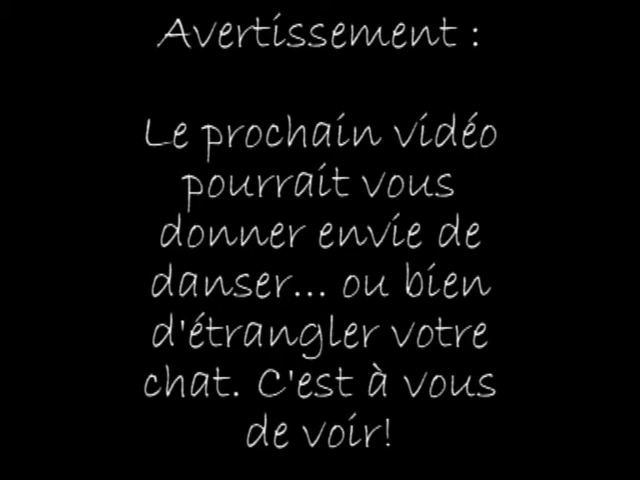 Avertissement :
Le prochain vidéo
pourrait vous
donner envie de
danser... ou bien
d'étrangler votre
chat. C'est à vous
de voir!